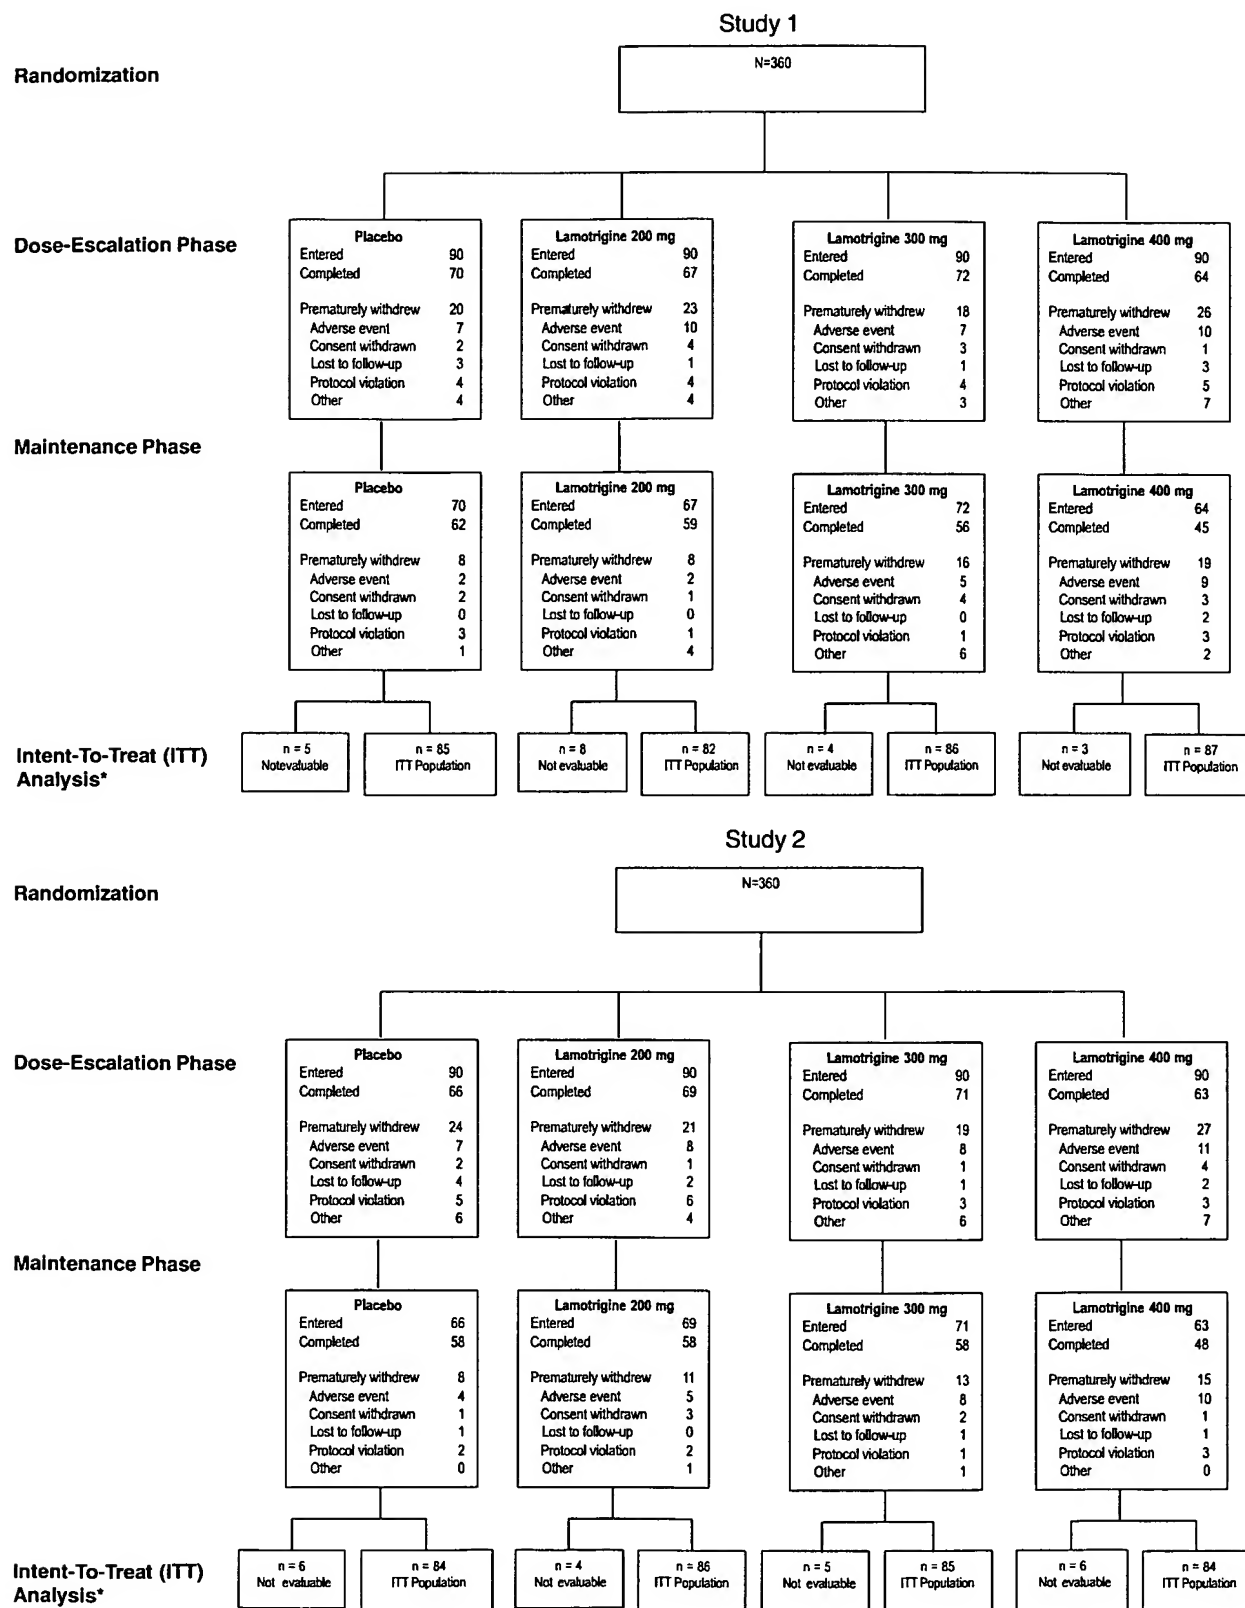 Study 1
Randomization
N=360
Dose-Escalation Phase
Placebo
Entered 90
Completed 70
Prematurely withdrew 20
Adverse event 7
Consent withdrawn 2
Lost to follow-up 3
Protocol violation 4
Other 4
Lamotrigine 200 mg
Entered 90
Completed 67
Prematurely withdrew 23
Adverse event 10
Consent withdrawn 4
Lost to follow-up 1
Protocol violation 4
Other 4
Lamotrigine 300 mg
Entered 90
Completed 72
Prematurely withdrew 18
Adverse event 7
Consent withdrawn 3
Lost to follow-up 1
Protocol violation 4
Other 3
Lamotrigine 400 mg
Entered 90
Completed 64
Prematurely withdrew 26
Adverse event 10
Consent withdrawn 1
Lost to follow-up 3
Protocol violation 5
Other 7
Maintenance Phase
Placebo
Entered 70
Completed 62
Prematurely withdrew 8
Adverse event 2
Consent withdrawn 2
Lost to follow-up 0
Protocol violation 3
Other 1
Lamotrigine 200 mg
Entered 67
Completed 59
Prematurely withdrew 8
Adverse event 2
Consent withdrawn 1
Lost to follow-up 0
Protocol violation 1
Other 4
Lamotrigine 300 mg
Entered 72
Completed 56
Prematurely withdrew 16
Adverse event 5
Consent withdrawn 4
Lost to follow-up 0
Protocol violation 1
Other 6
Lamotrigine 400 mg
Entered 64
Completed 45
Prematurely withdrew 19
Adverse event 9
Consent withdrawn 3
Lost to follow-up 2
Protocol violation 3
Other 2
Intent-To-Treat (ITT)
Analysis*
n = 5
Notevaluable
n = 85
ITT Population
n = 8
Not evaluable
n = 82
ITT Population
n = 4
Not evaluable
n = 86
ITT Population
n = 3
Not evaluable
n = 87
ITT Population
Study 2
Randomization
N=360
Dose-Escalation Phase
Placebo
Entered 90
Completed 66
Prematurely withdrew 24
Adverse event 7
Consent withdrawn 2
Lost to follow-up 4
Protocol violation 5
Other 6
Lamotrigine 200 mg
Entered 90
Completed 69
Prematurely withdrew 21
Adverse event 8
Consent withdrawn 1
Lost to follow-up 2
Protocol violation 6
Other 4
Lamotrigine 300 mg
Entered 90
Completed 71
Prematurely withdrew 19
Adverse event 8
Consent withdrawn 1
Lost to follow-up 1
Protocol violation 3
Other 6
Lamotrigine 400 mg
Entered 90
Completed 63
Prematurely withdrew 27
Adverse event 11
Consent withdrawn 4
Lost to follow-up 2
Protocol violation 3
Other 7
Maintenance Phase
Placebo
Entered 66
Completed 58
Prematurely withdrew 8
Adverse event 4
Consent withdrawn 1
Lost to follow-up 1
Protocol violation 2
Other 0
Lamotrigine 200 mg
Entered 69
Completed 58
Prematurely withdrew 11
Adverse event 5
Consent withdrawn 3
Lost to follow-up 0
Protocol violation 2
Other 1
Lamotrigine 300 mg
Entered 71
Completed 58
Prematurely withdrew 13
Adverse event 8
Consent withdrawn 2
Lost to follow-up 1
Protocol violation 1
Other 1
Lamotrigine 400 mg
Entered 63
Completed 48
Prematurely withdrew 15
Adverse event 10
Consent withdrawn 1
Lost to follow-up 1
Protocol violation 3
Other 0
Intent-To-Treat (ITT)
Analysis*
n = 6
Not evaluable
n = 84
ITT Population
n = 4
Not evaluable
n = 86
ITT Population
n = 5
Not evaluable
n = 85
ITT Population
n = 6
Not evaluable
n = 84
ITT Population